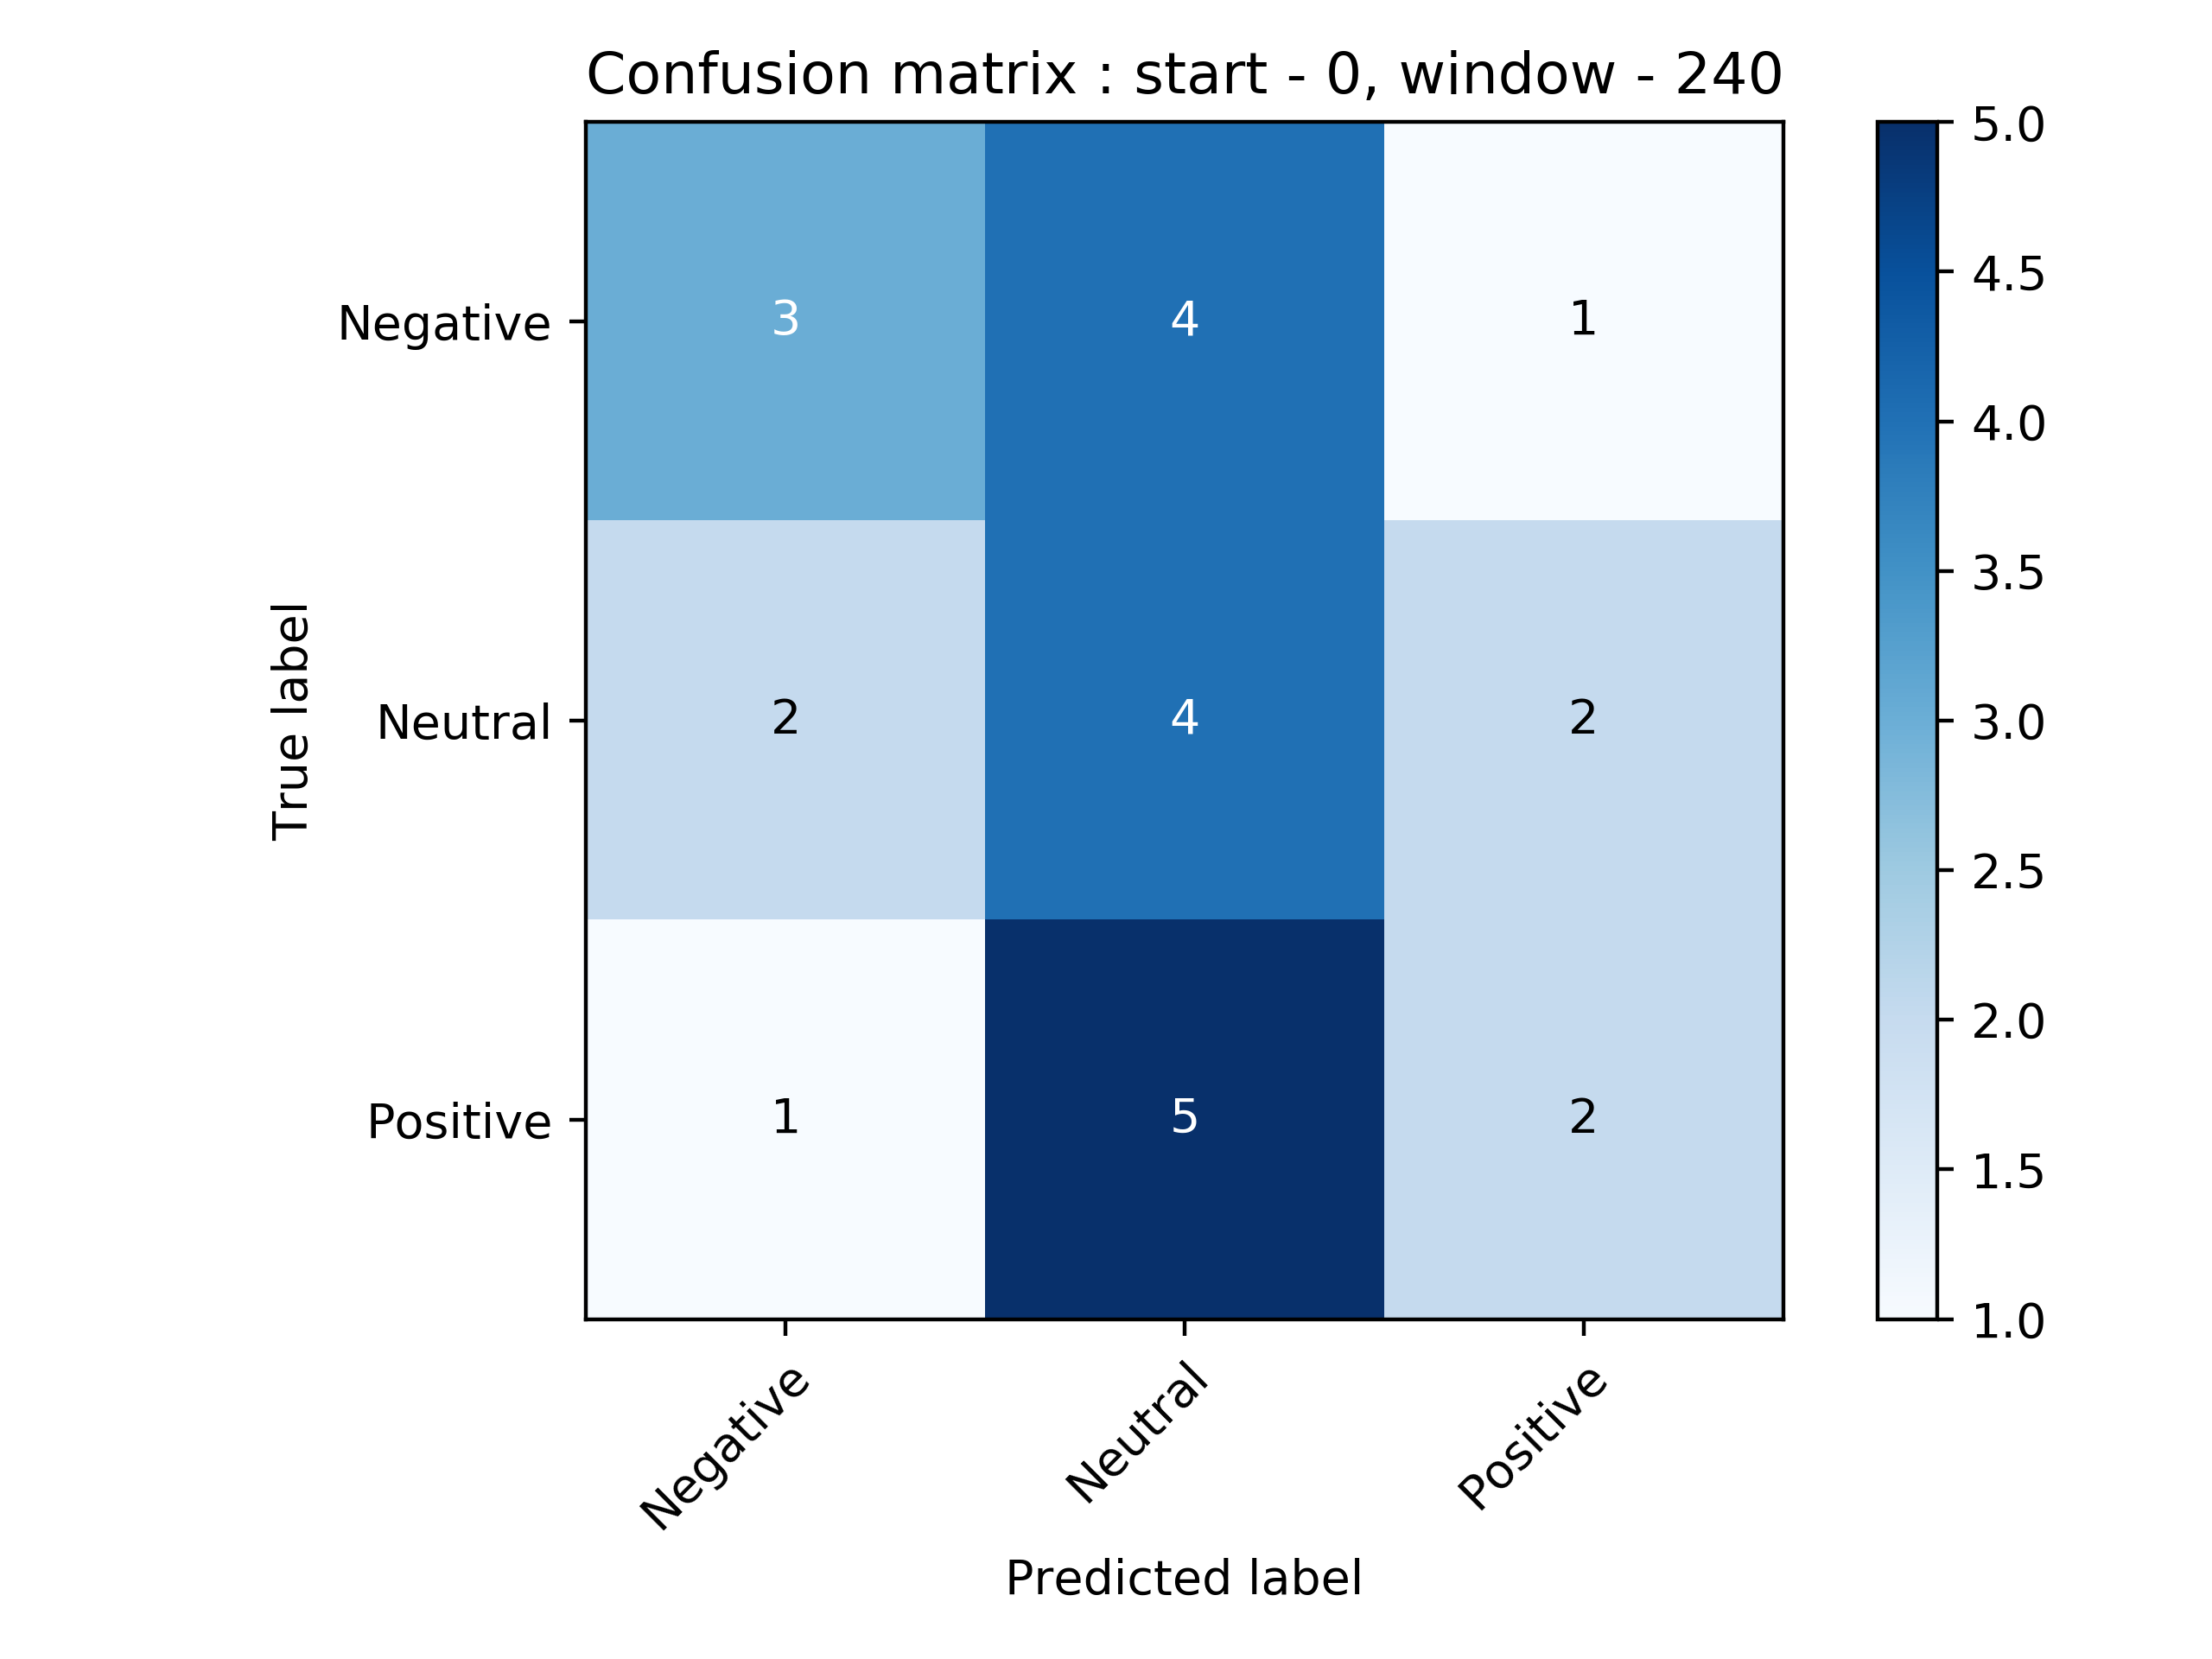 Confusion matrix : start - 0, window - 240
5.0
4.5
4.0
3.5
3.0
2.5
2.0
1.5
1.0
True label
Negative
3 4 1
Neutral
2 4 2
Positive
1 5 2
Negative Neutral Positive
Predicted label